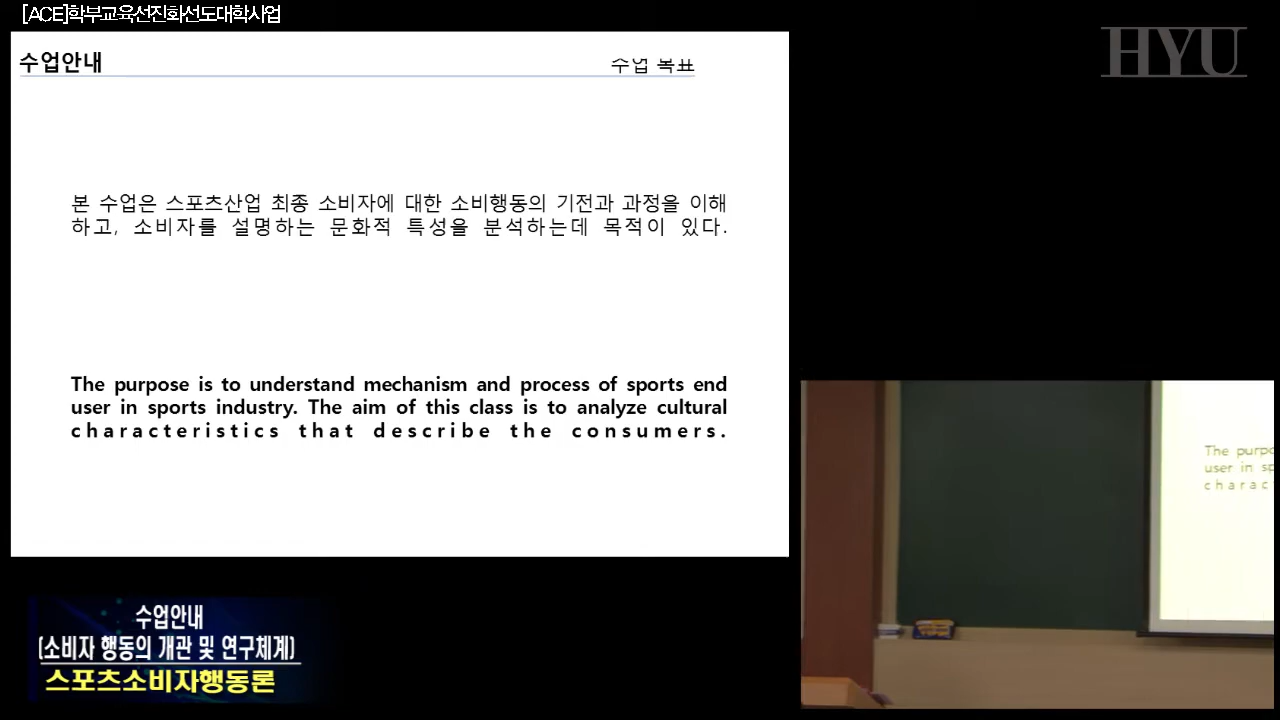 [ACE]학부교육선진화선도대학사업
수업안내
수업 목표
HYU
본 수업은 스포츠산업 최종 소비자에 대한 소비행동의 기전과 과정을 이해
하고, 소비자를 설명하는 문화적 특성을 분석하는데 목적이 있다.
The purpose is to understand mechanism and process of sports end
user in sports industry. The aim of this class is to analyze cultural
characteristics that describe the consumers.
The purpo
user in sp
charac
수업안내
(소비자 행동의 개관 및 연구체계)
스포츠소비자행동론